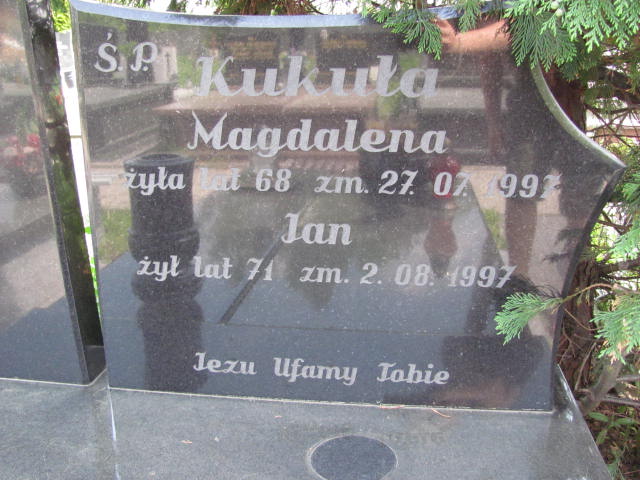 Ś.P. Kukuła
Magdalena
żyła lat 68 zm. 27. 07. 1997
Jan
żył lat 71 zm. 2. 08. 1997
Jezu Ufamy Tobie